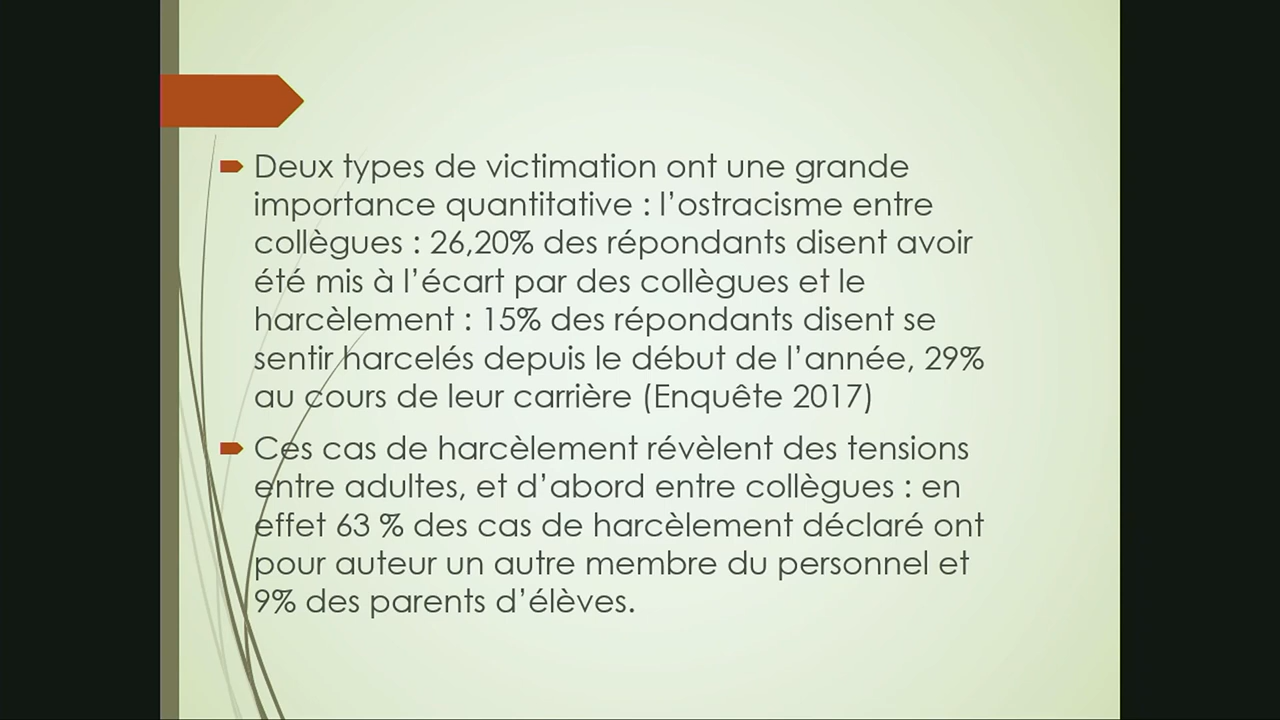 Deux types de victimation ont une grande
importance quantitative : l’ostracisme entre
collègues : 26,20% des répondants disent avoir
été mis à l’écart par des collègues et le
harcèlement : 15% des répondants disent se
sentir harcelés depuis le début de l’année, 29%
au cours de leur carrière (Enquête 2017)
Ces cas de harcèlement révèlent des tensions
entre adultes, et d’abord entre collègues : en
effet 63 % des cas de harcèlement déclaré ont
pour auteur un autre membre du personnel et
9% des parents d’élèves.